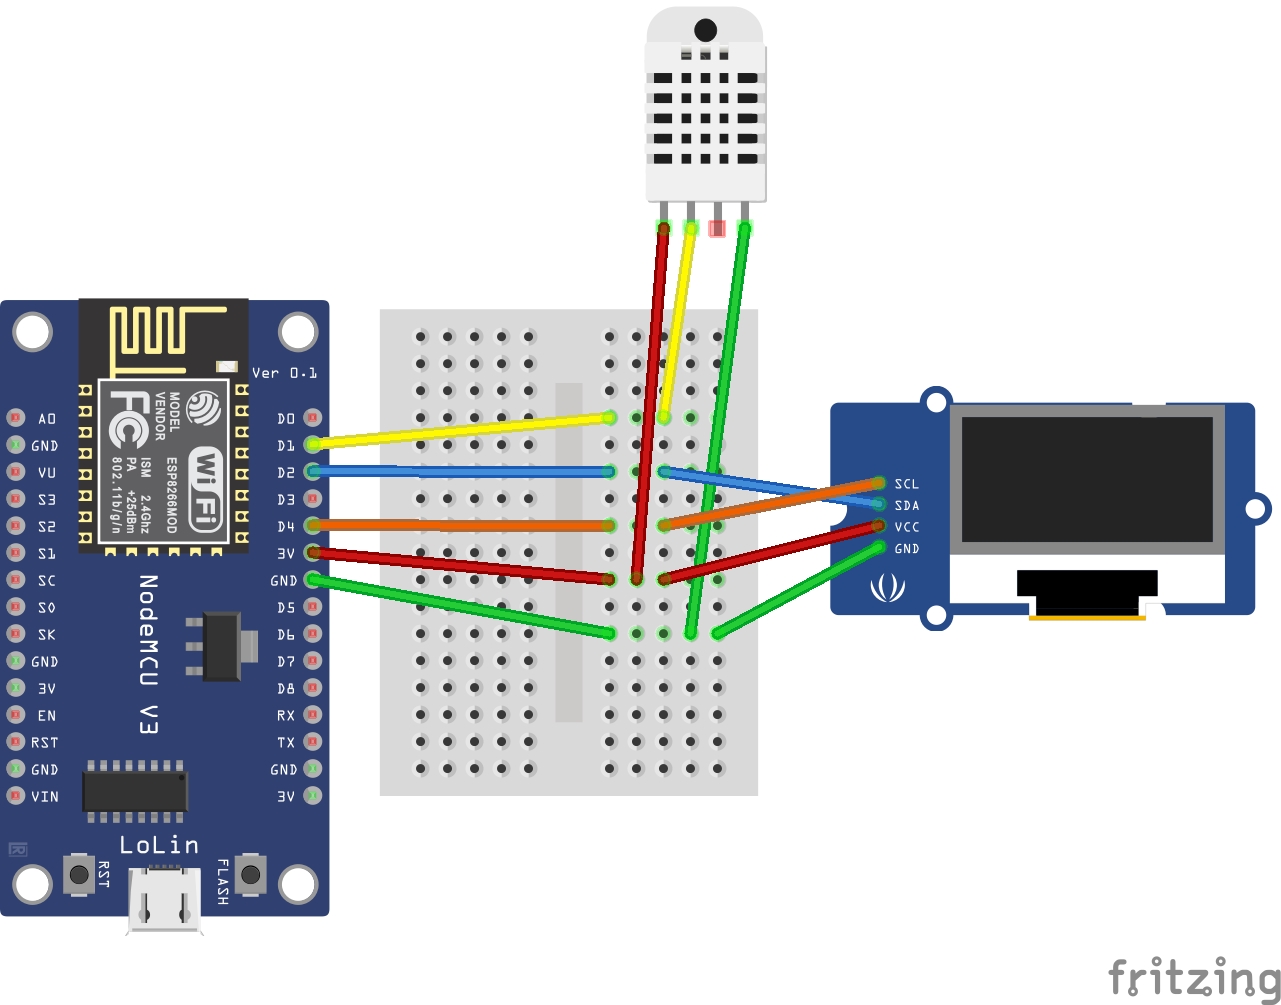 Ver 0.1
A0
GND
VU
S3
S2
S1
SC
S0
SK
GND
3V
EN
RST
GND
VIN
D0
D1
D2
D3
D4
3V
GND
D5
D6
D7
D8
RX
TX
GND
3V
MODEL
VENDOR
ESP8266MOD
FC
Wi Fi
ISM 2.4Ghz
PA +25dBm
802.11b/g/n
NodeMCU V3
LoLin
RST
FLASH
SCL
SDA
VCC
GND
fritzing